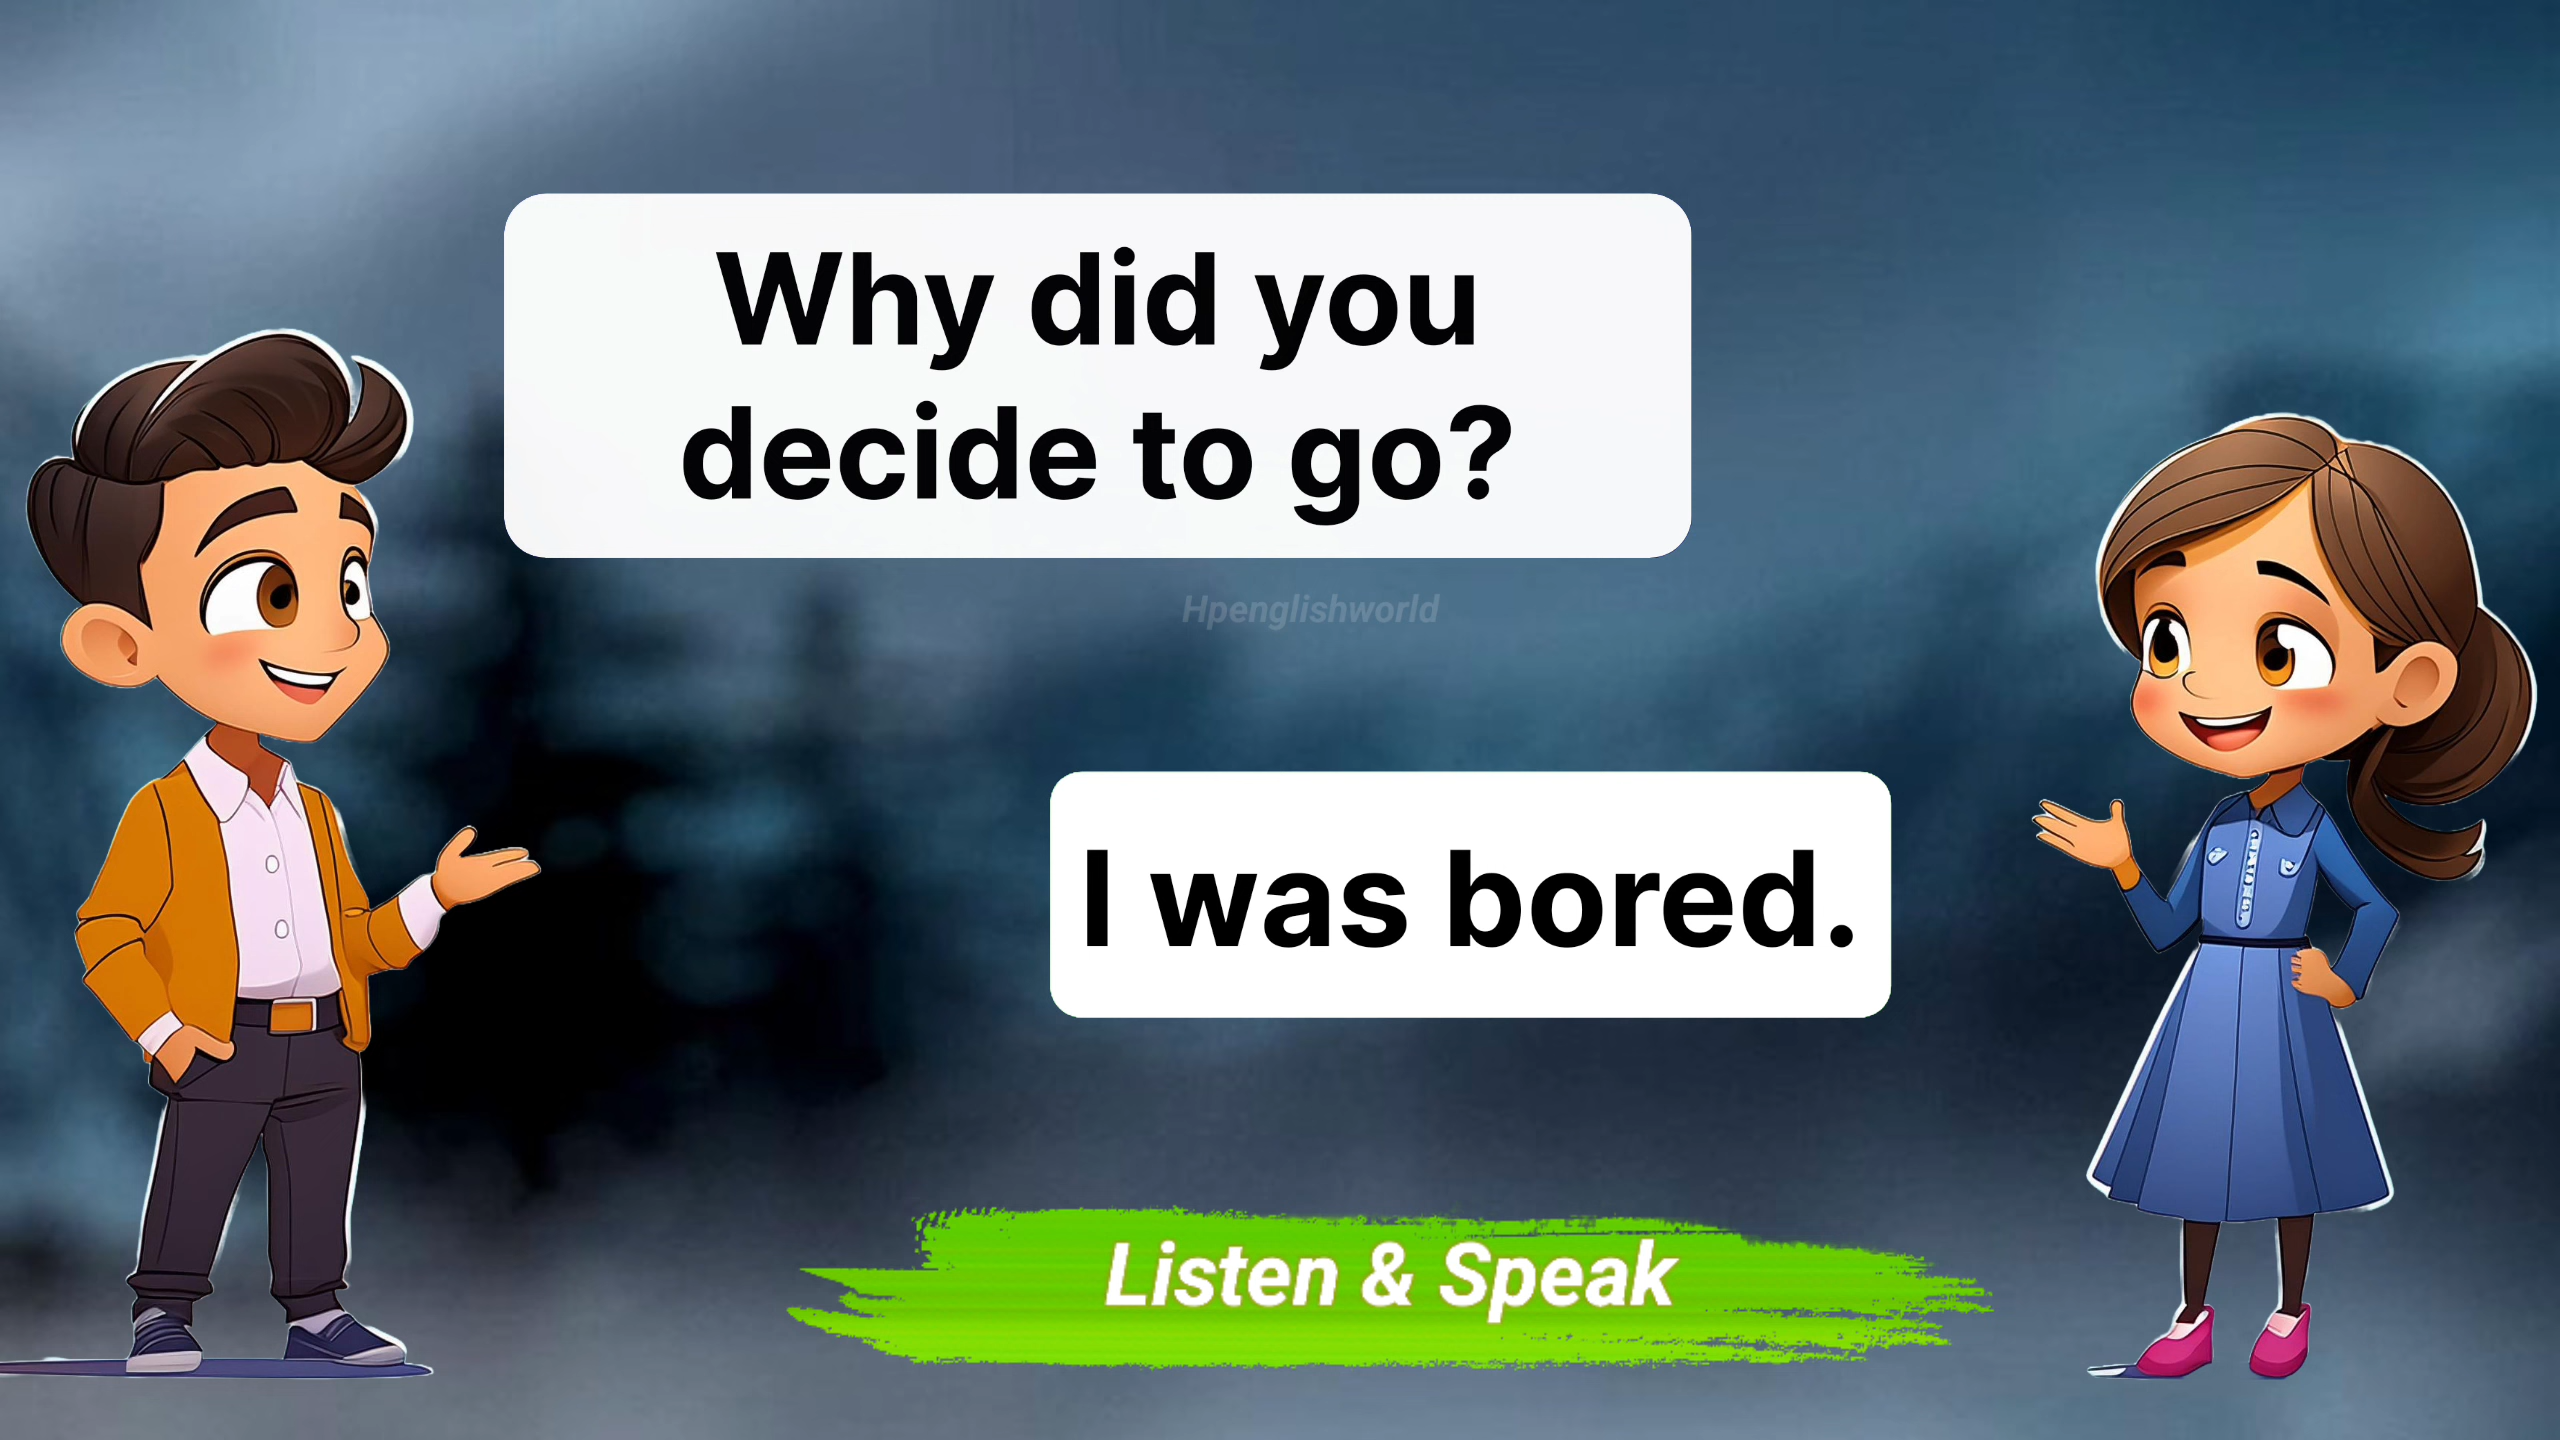 Why did you
decide to go?
Hpenglishworld
I was bored.
Listen & Speak